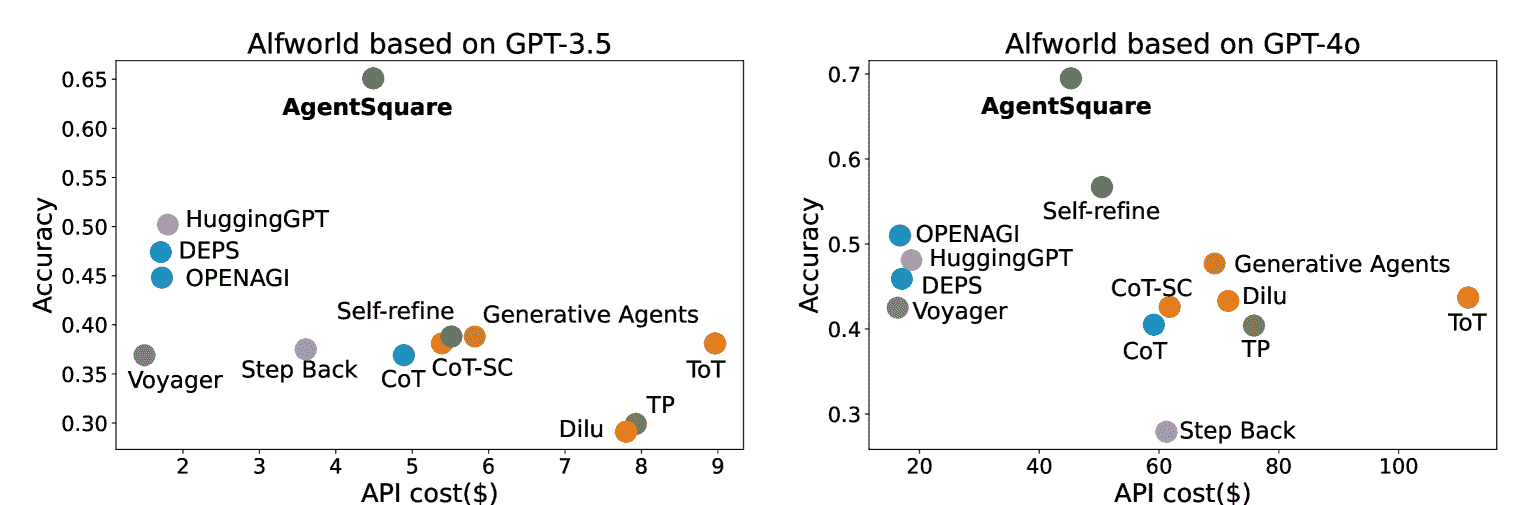 Alfworld based on GPT-3.5
Accuracy
0.65
0.60
0.55
0.50
0.45
0.40
0.35
0.30
AgentSquare
HuggingGPT
DEPS
OPENAGI
Self-refine
Generative Agents
Voyager
Step Back
CoT
CoT-SC
ToT
TP
Dilu
2 3 4 5 6 7 8 9
API cost($)
Alfworld based on GPT-4o
Accuracy
0.7
0.6
0.5
0.4
0.3
AgentSquare
Self-refine
OPENAGI
HuggingGPT
DEPS
Voyager
Generative Agents
CoT-SC
Dilu
CoT
TP
ToT
Step Back
20 40 60 80 100
API cost($)